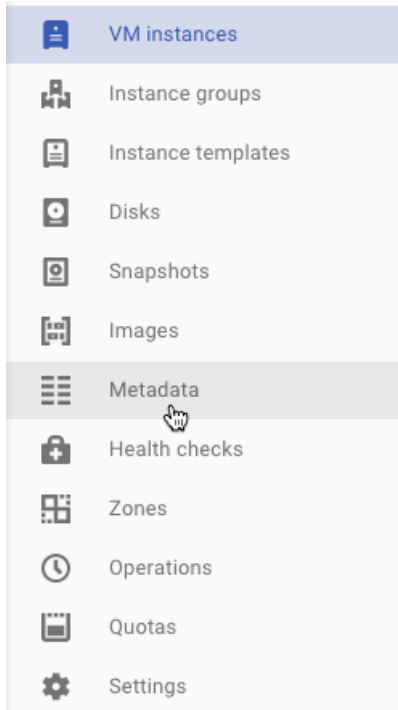 VM instances
Instance groups
Instance templates
Disks
Snapshots
Images
Metadata
Health checks
Zones
Operations
Quotas
Settings